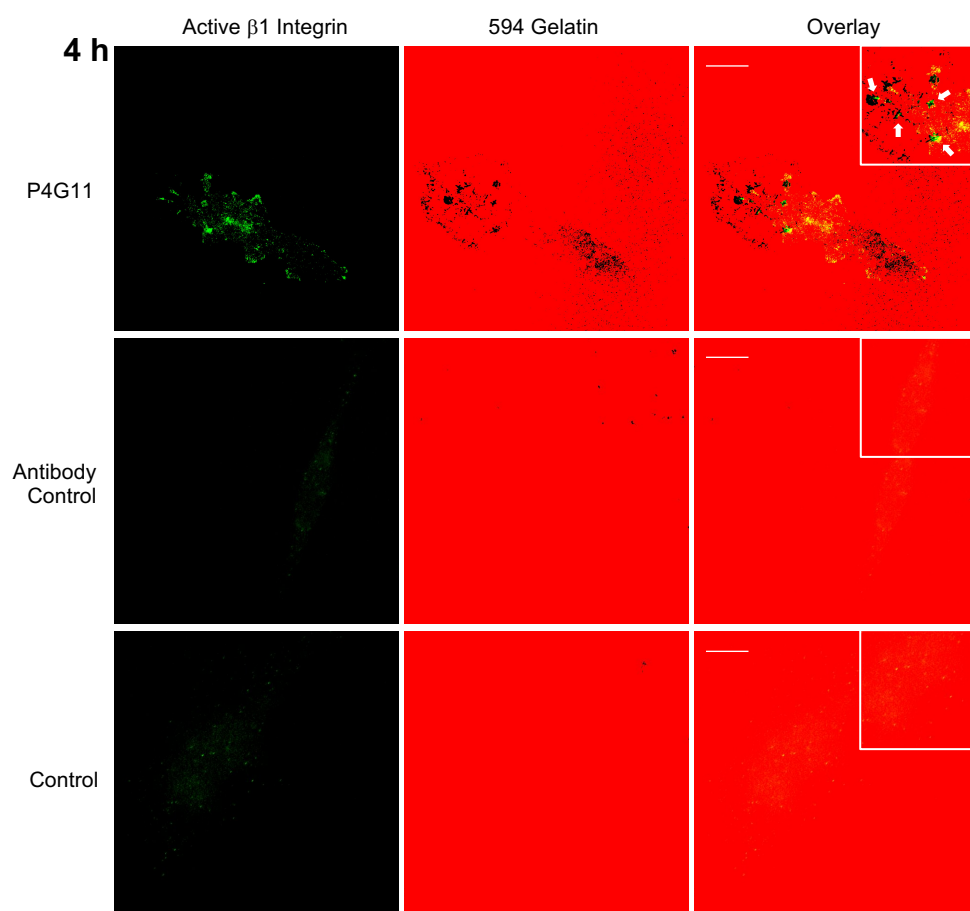 Active β1 Integrin 594 Gelatin Overlay
4 h
P4G11
Antibody
Control
Control